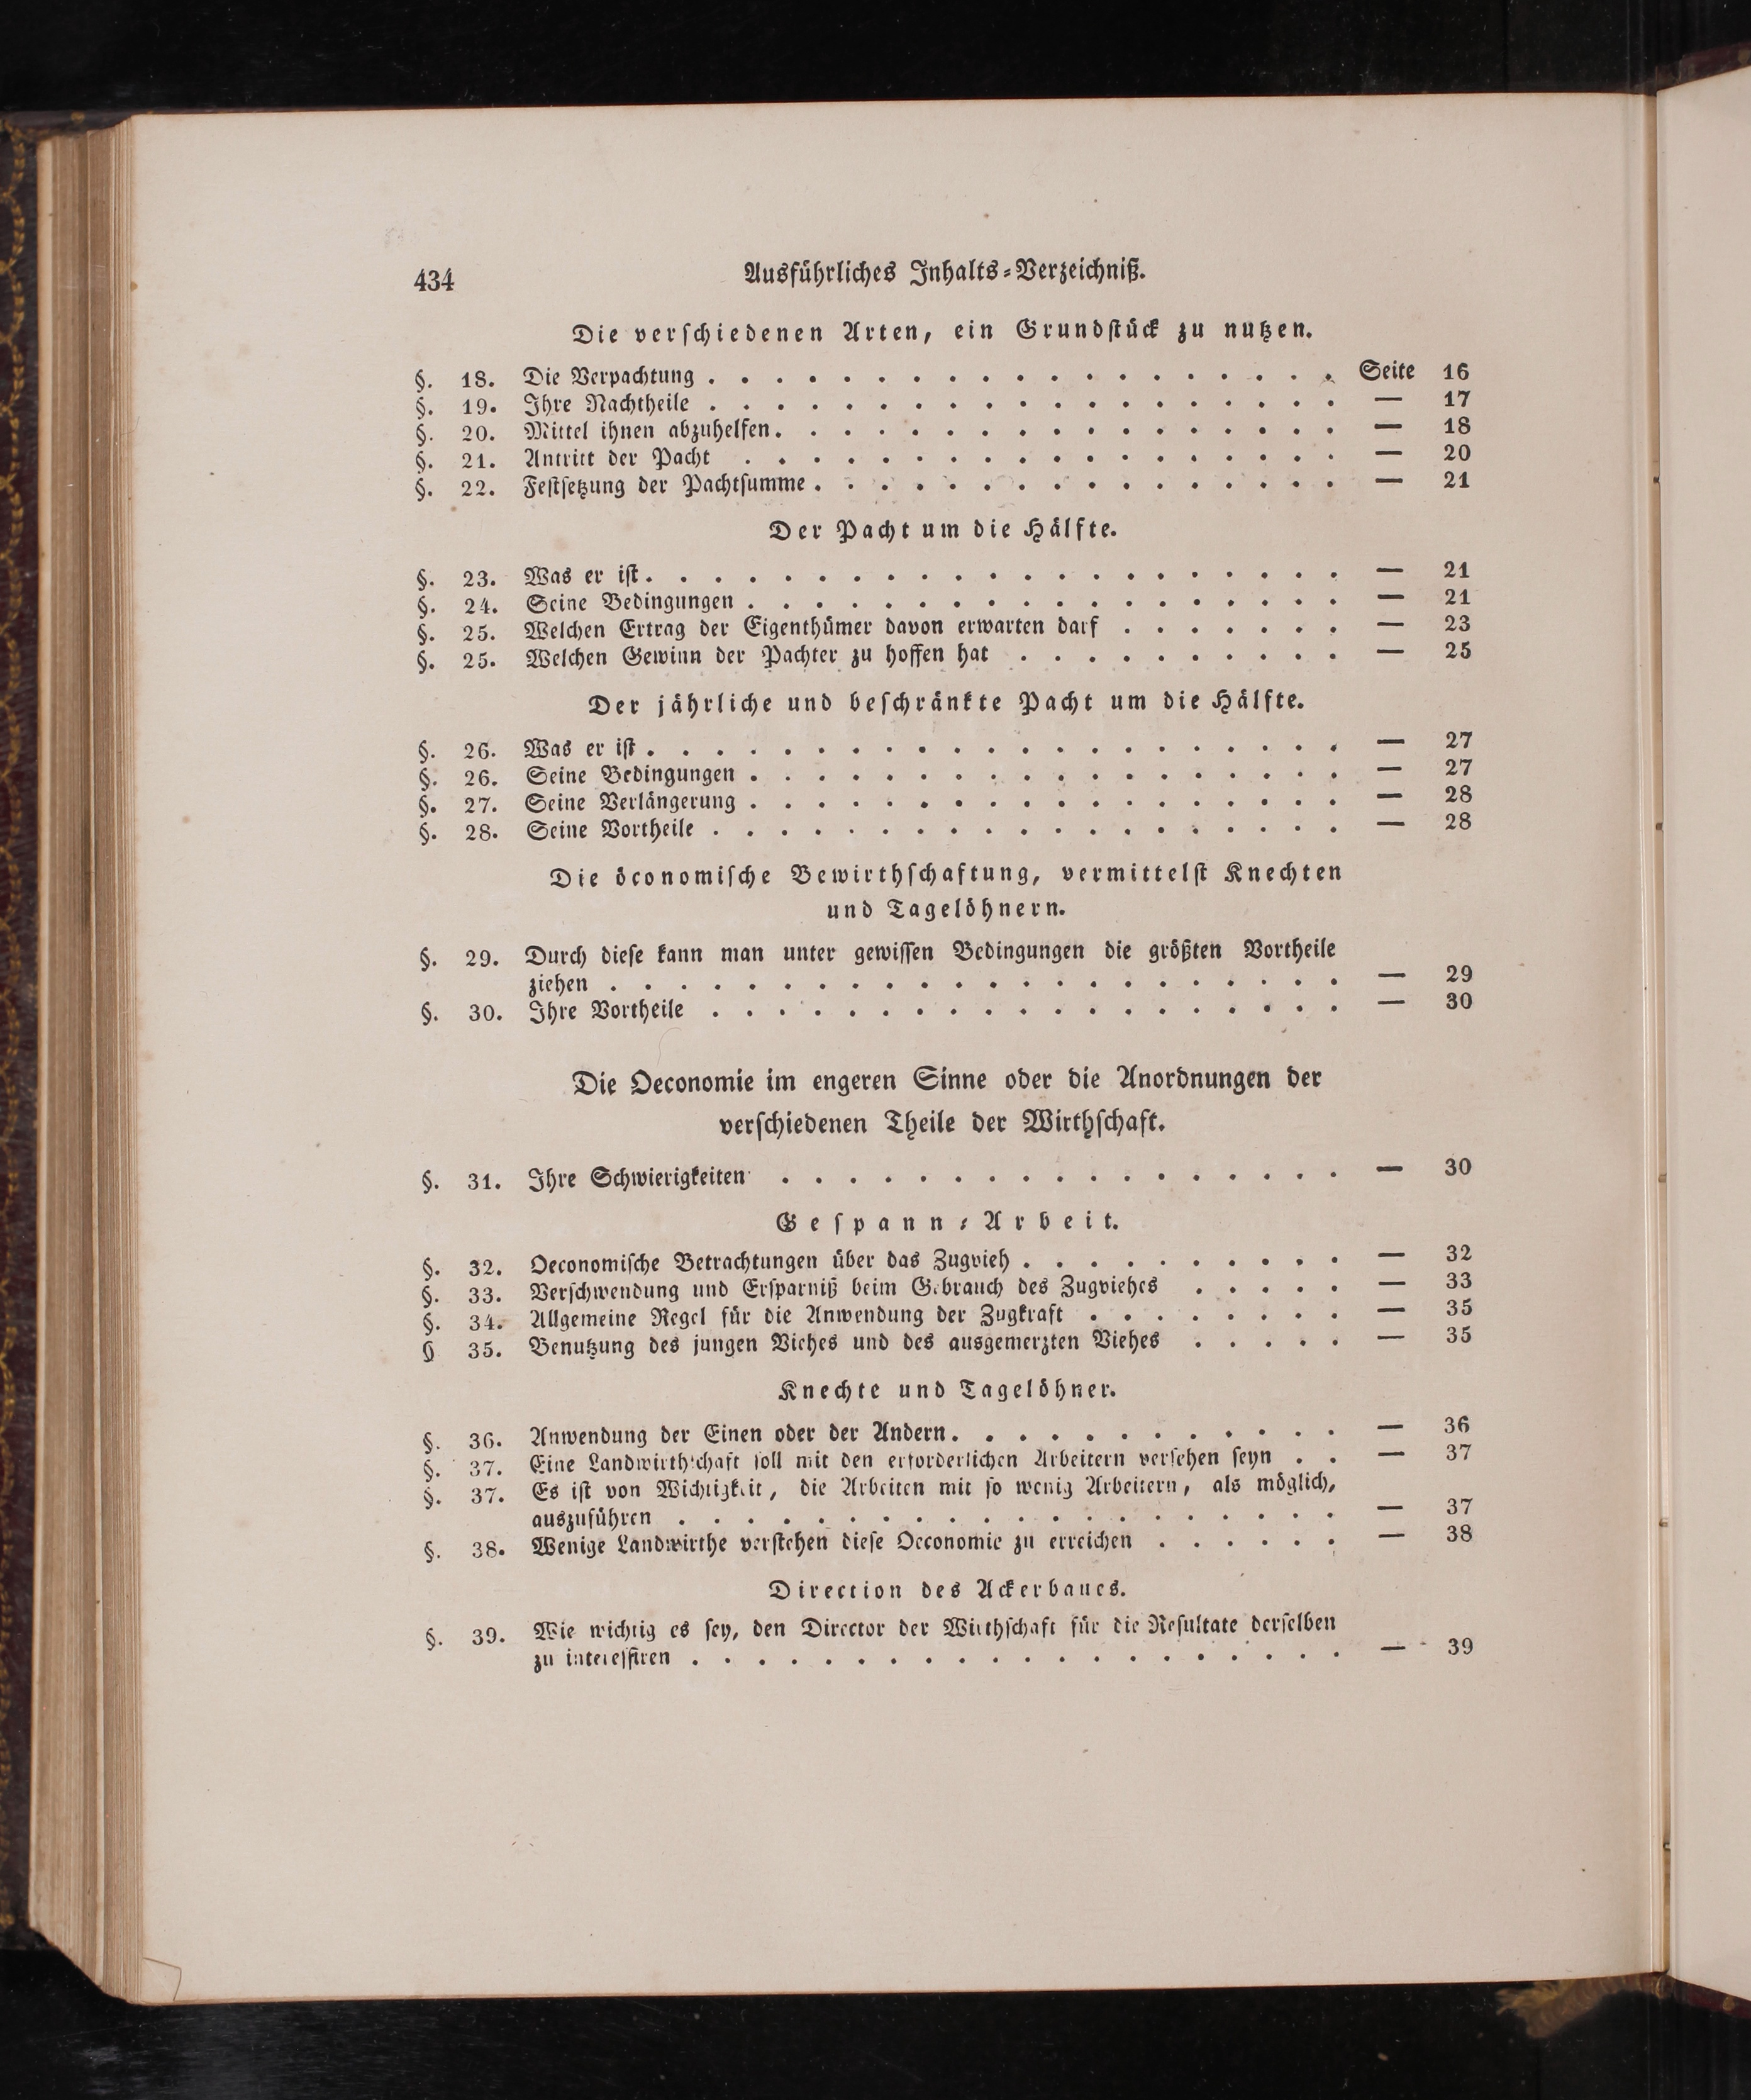 434
Ausführliches Inhalts-Verzeichniß.
Die verschiedenen Arten, ein Grundstück zu nutzen.
§. 18. Die Verpachtung . . . . . . . . . . . . . . . . . . . Seite 16
§. 19. Ihre Nachtheile . . . . . . . . . . . . . . . . . . . — 17
§. 20. Mittel ihnen abzuhelfen. . . . . . . . . . . . . . . . . — 18
§. 21. Antritt der Pacht . . . . . . . . . . . . . . . . . . — 20
§. 22. Festsetzung der Pachtsumme . . . . . . . . . . . . . . . . — 21
Der Pacht um die Hälfte.
§. 23. Was er ist . . . . . . . . . . . . . . . . . . . . . — 21
§. 24. Seine Bedingungen . . . . . . . . . . . . . . . . . . — 21
§. 25. Welchen Ertrag der Eigenthümer davon erwarten darf . . . . . . . — 23
§. 25. Welchen Gewinn der Pachter zu hoffen hat . . . . . . . . . . — 25
Der jährliche und beschränkte Pacht um die Hälfte.
§. 26. Was er ist . . . . . . . . . . . . . . . . . . . . . — 27
§. 26. Seine Bedingungen . . . . . . . . . . . . . . . . . . — 27
§. 27. Seine Verlängerung . . . . . . . . . . . . . . . . . . — 28
§. 28. Seine Vortheile . . . . . . . . . . . . . . . . . . . — 28
Die öconomische Bewirthschaftung, vermittelst Knechten
und Tagelöhnern.
§. 29. Durch diese kann man unter gewissen Bedingungen die größten Vortheile
ziehen . . . . . . . . . . . . . . . . . . . . . . — 29
§. 30. Ihre Vortheile . . . . . . . . . . . . . . . . . . . — 30
Die Oeconomie im engeren Sinne oder die Anordnungen der
verschiedenen Theile der Wirthschaft.
§. 31. Ihre Schwierigkeiten . . . . . . . . . . . . . . . . . — 30
Gespann-Arbeit.
§. 32. Oeconomische Betrachtungen über das Zugvieh . . . . . . . . . . — 32
§. 33. Verschwendung und Ersparniß beim Gebrauch des Zugviehes . . . . . — 33
§. 34. Allgemeine Regel für die Anwendung der Zugkraft . . . . . . . . — 35
§ 35. Benutzung des jungen Viehes und des ausgemerzten Viehes . . . . . — 35
Knechte und Tagelöhner.
§. 36. Anwendung der Einen oder der Andern. . . . . . . . . . . . — 36
§. 37. Eine Landwirthschaft soll mit den erforderlichen Arbeitern versehen seyn . . — 37
§. 37. Es ist von Wichtigkeit, die Arbeiten mit so wenig Arbeitern, als möglich,
auszuführen . . . . . . . . . . . . . . . . . . . . — 37
§. 38. Wenige Landwirthe verstehen diese Oeconomie zu erreichen . . . . . . — 38
Direction des Ackerbaues.
§. 39. Wie wichtig es sey, den Director der Wirthschaft für die Resultate derselben
zu interessiren . . . . . . . . . . . . . . . . . . . . — 39